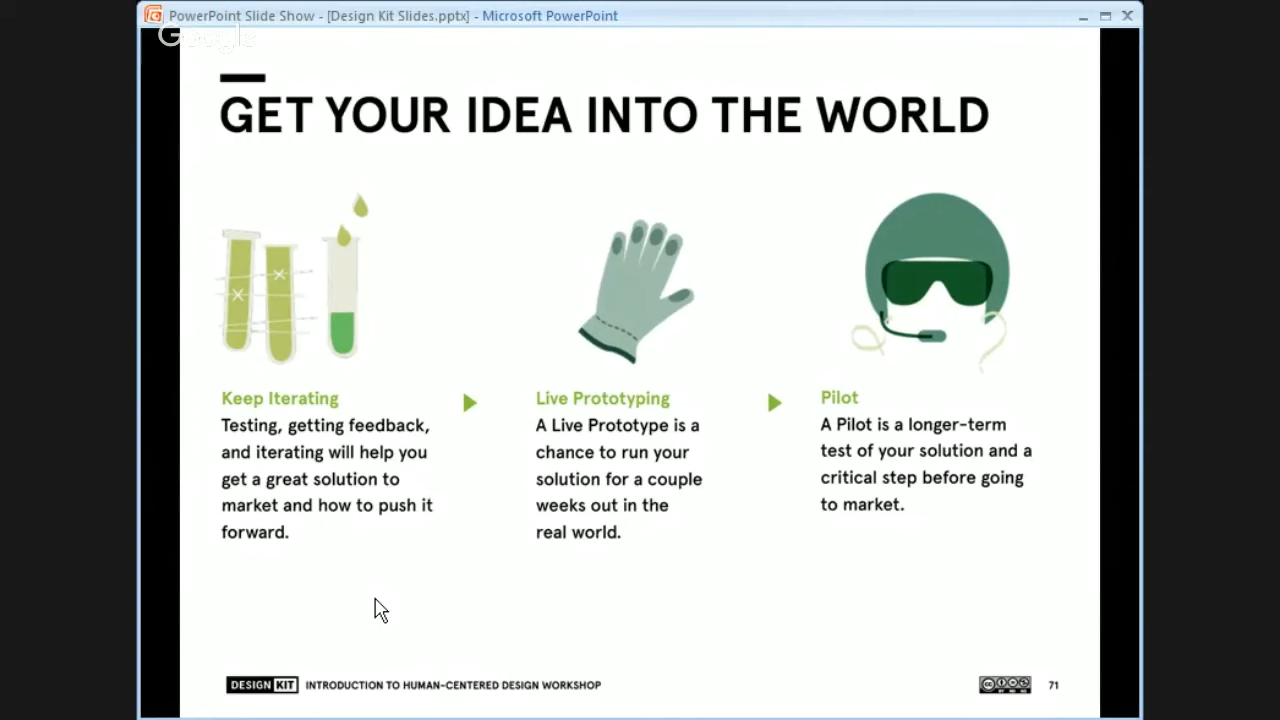 PowerPoint Slide Show - [Design Kit Slides.pptx] - Microsoft PowerPoint
Google
GET YOUR IDEA INTO THE WORLD
Keep Iterating
Testing, getting feedback,
and iterating will help you
get a great solution to
market and how to push it
forward.
Live Prototyping
A Live Prototype is a
chance to run your
solution for a couple
weeks out in the
real world.
Pilot
A Pilot is a longer-term
test of your solution and a
critical step before going
to market.
DESIGN KIT INTRODUCTION TO HUMAN-CENTERED DESIGN WORKSHOP
71